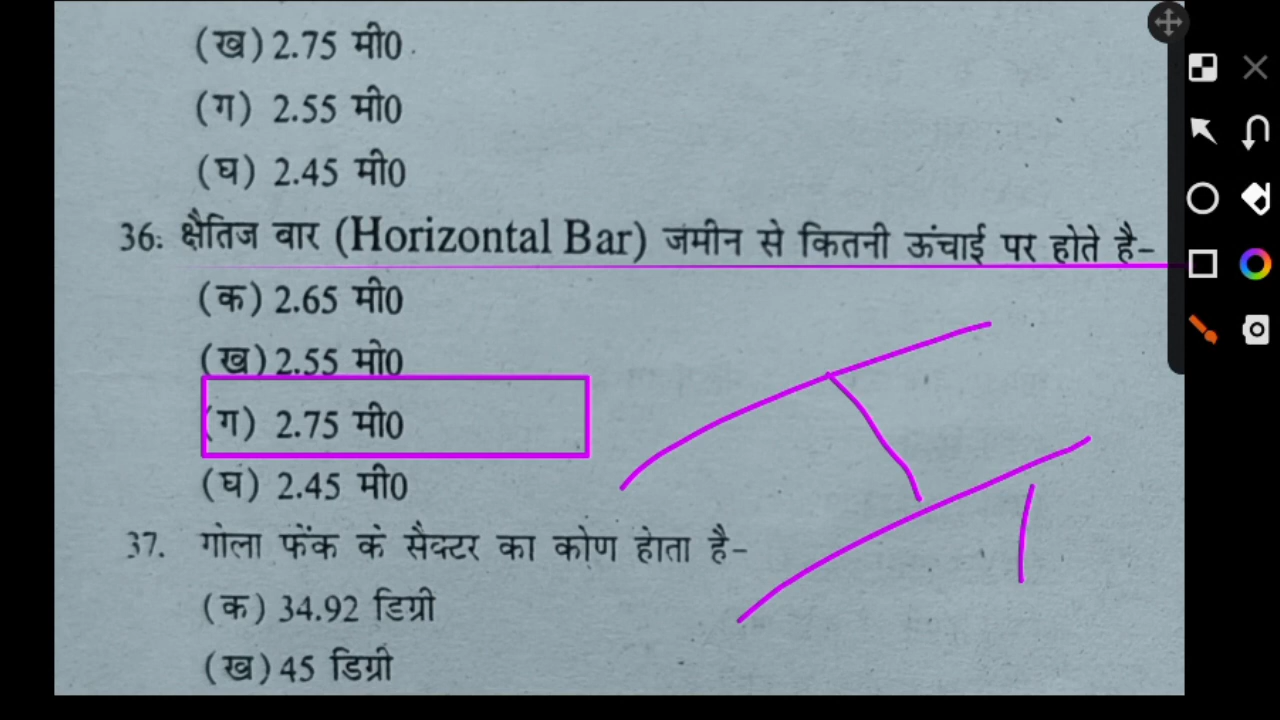 (ख) 2.75 मी0
(ग) 2.55 मी0
(घ) 2.45 मी0
36. क्षैतिज वार (Horizontal Bar) जमीन से कितनी ऊंचाई पर होते है-
(क) 2.65 मी0
(ख) 2.55 मी0
(ग) 2.75 मी0
(घ) 2.45 मी0
37. गोला फेंक के सैक्टर का कोण हेाता है-
(क) 34.92 डिग्री
(ख) 45 डिग्री